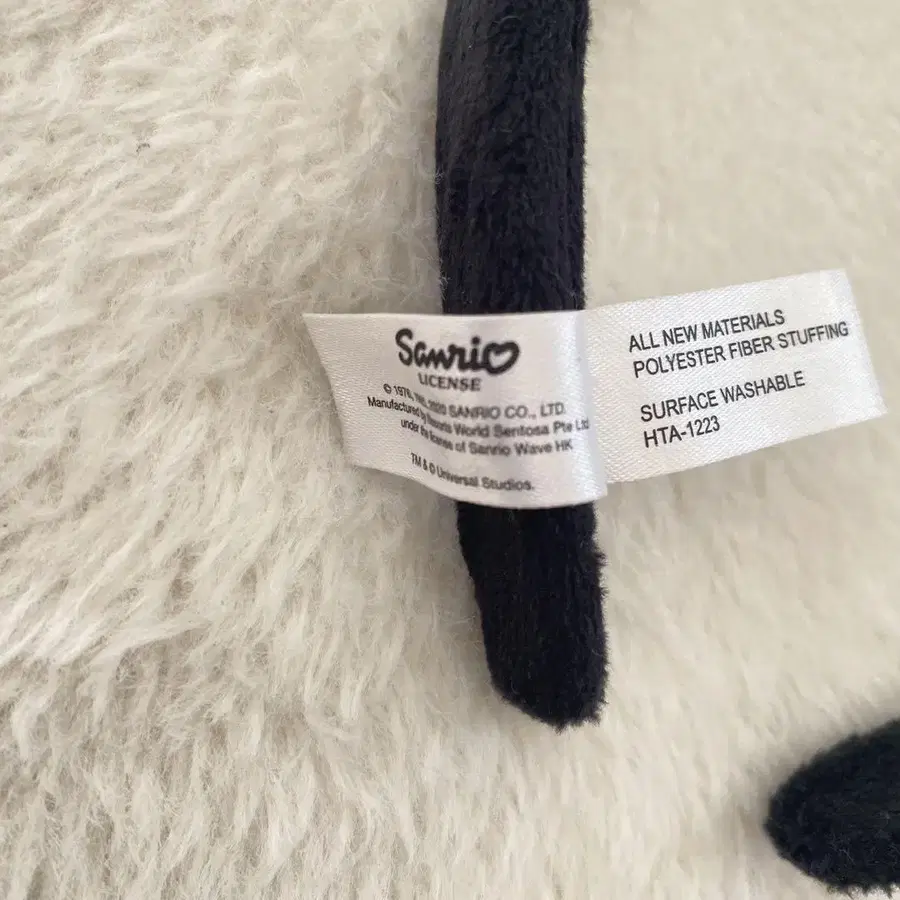 Sanrio
LICENSE
© 1976, 2020 SANRIO CO., LTD.
Manufactured by Resorts World Sentosa Pte Ltd
under the license of Sanrio Wave HK
TM & © Universal Studios.
ALL NEW MATERIALS
POLYESTER FIBER STUFFING
SURFACE WASHABLE
HTA-1223